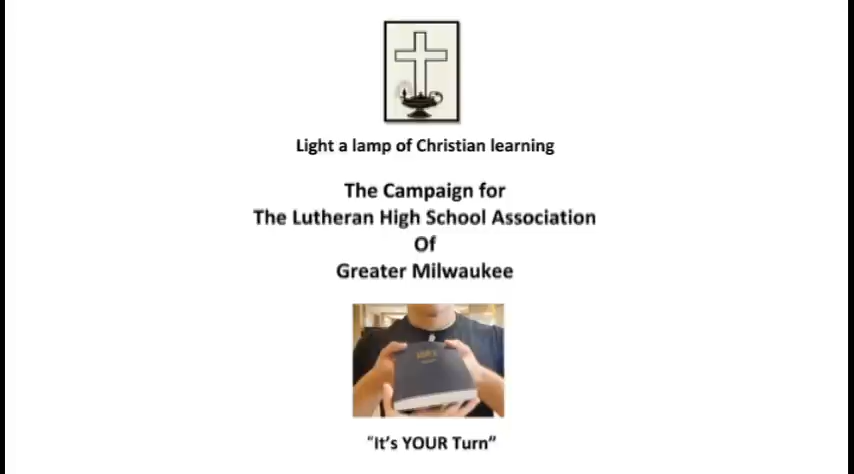 Light a lamp of Christian learning
The Campaign for
The Lutheran High School Association
Of
Greater Milwaukee
"It's YOUR Turn"